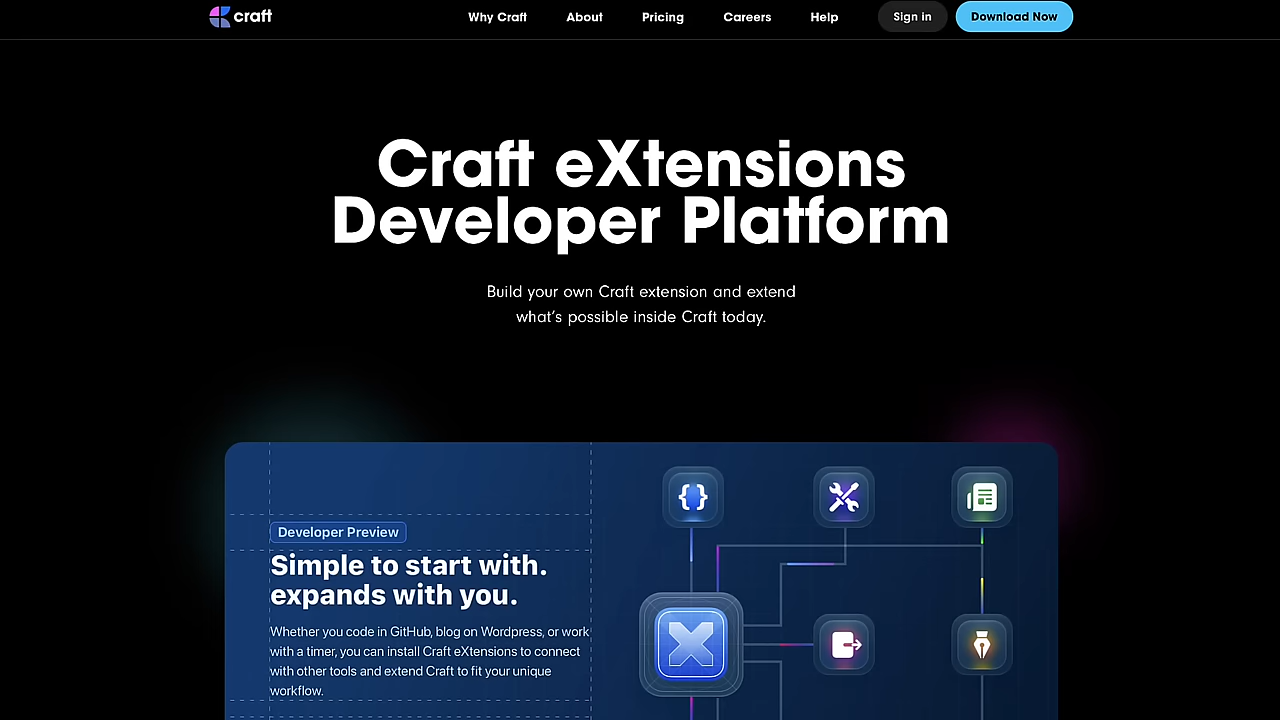 craft
Why Craft
About
Pricing
Careers
Help
Sign in
Download Now
Craft eXtensions
Developer Platform
Build your own Craft extension and extend
what's possible inside Craft today.
Developer Preview
Simple to start with.
expands with you.
Whether you code in GitHub, blog on Wordpress, or work
with a timer, you can install Craft eXtensions to connect
with other tools and extend Craft to fit your unique
workflow.